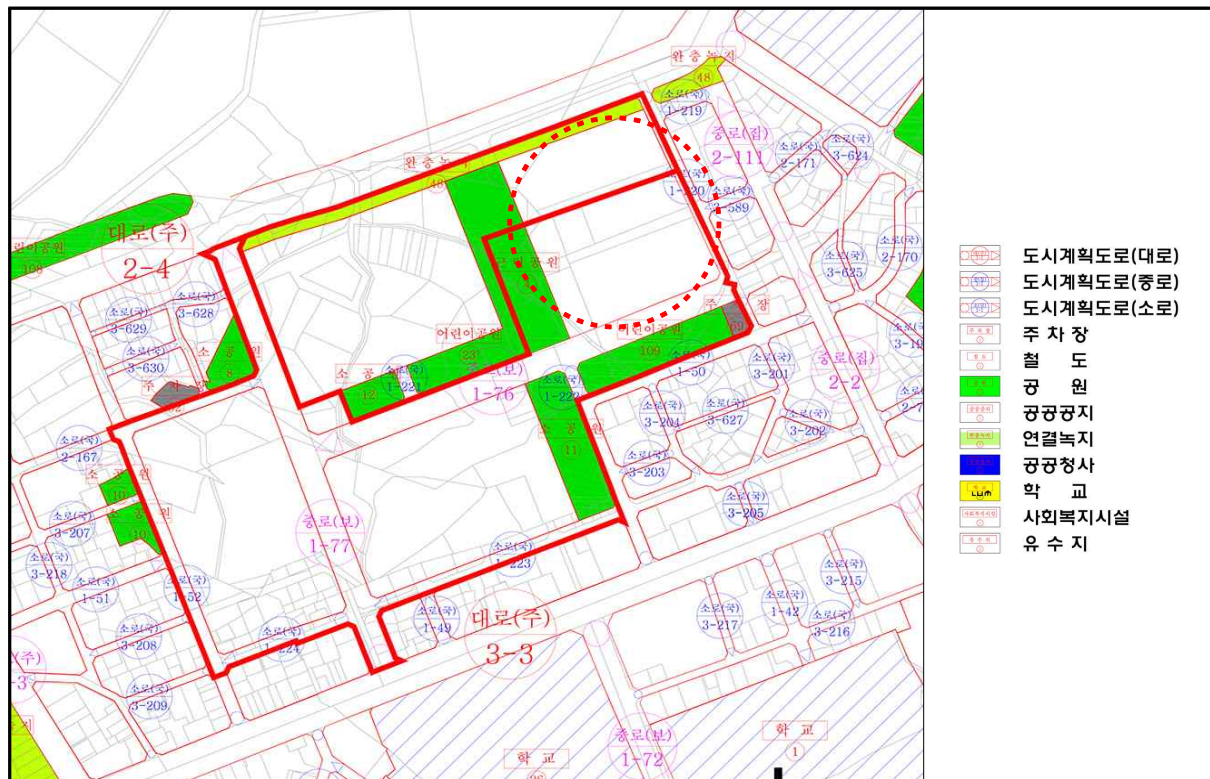 완 충 녹 지
48
소로(국)
1-219
중로(집)
2-111
소로(국)
2-171
소로(국)
3-624
완 충 녹 지
48
소로(국)
3-589
대로(주)
2-4
108
소로(국)
3-625
소로(국)
2-170
소로(국)
3-629
소로(국)
3-628
소로(국)
3-630
소 공 원
8
근 린 공 원
주 차 장
어린이공원
23
어린이공원
109
소로(국)
1-50
소 공 원
12
소로(국)
1-221
중로(보)
1-76
소로(국)
1-222
소로(국)
3-201
중로(집)
2-2
소로(국)
3-204
소로(국)
3-627
소로(국)
3-202
소 공 원
11
소로(국)
2-167
소 공 원
10
소 공 원
소로(국)
3-203
소로(국)
3-205
소로(국)
3-207
중로(보)
1-77
소로(국)
3-218
소로(국)
1-51
소로(국)
1-52
소로(국)
1-223
소로(국)
3-215
소로(국)
1-49
대로(주)
3-3
소로(국)
3-217
소로(국)
1-42
소로(국)
3-216
소로(국)
3-208
소로(국)
1-224
소로(국)
3-209
중로(보)
1-72
학 교
학 교
1
도시계획도로(대로)
도시계획도로(중로)
도시계획도로(소로)
주 차 장
철 도
공 원
공공공지
연결녹지
공공청사
학 교
사회복지시설
유 수 지